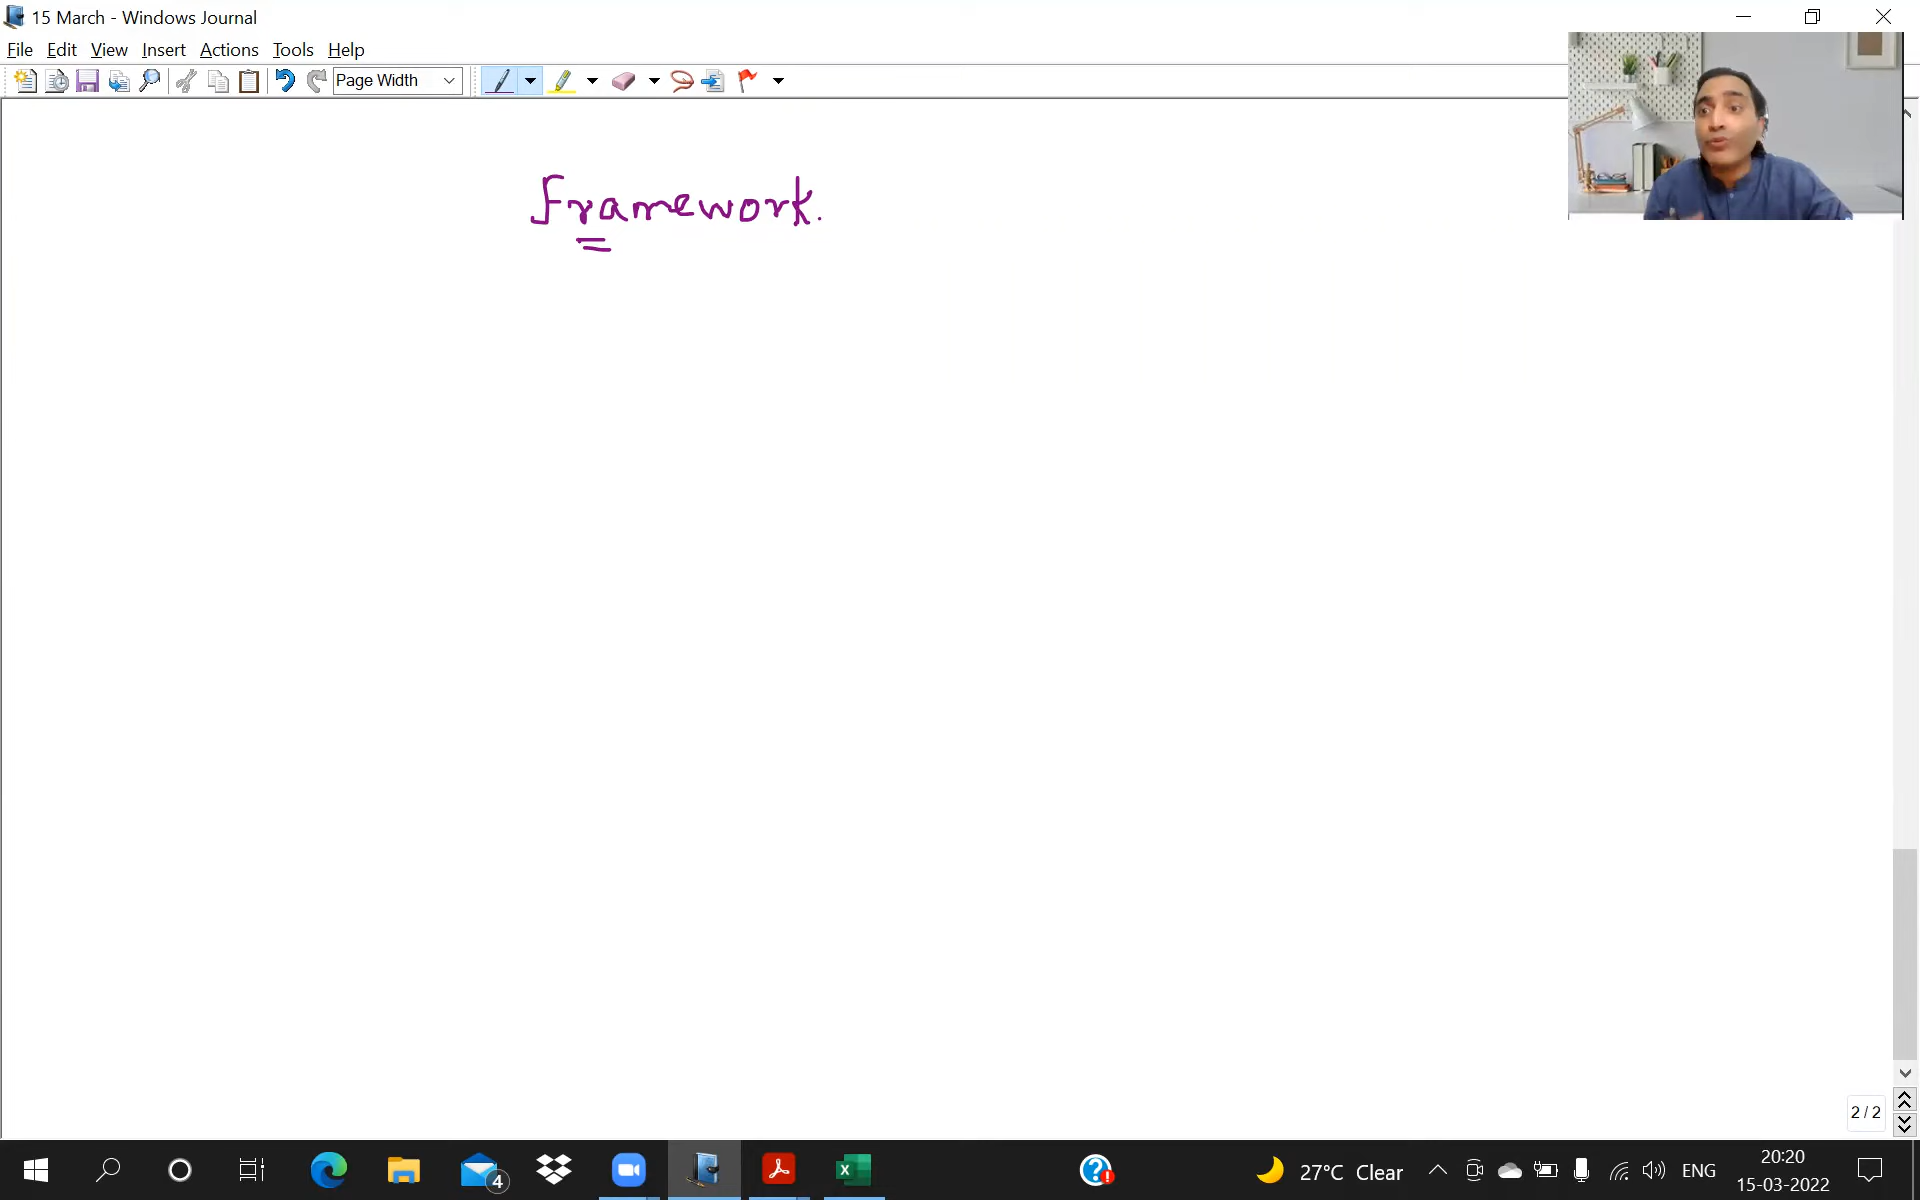 15 March - Windows Journal
File Edit View Insert Actions Tools Help
Page Width
Framework.
2 / 2
4
27°C Clear
ENG
20:20
15-03-2022